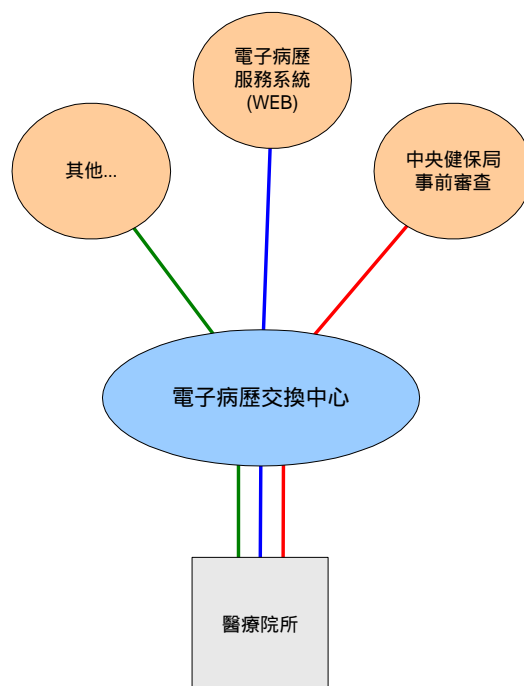 電子病歷
服務系統
(WEB)
其他...
中央健保局
事前審查
電子病歷交換中心
醫療院所